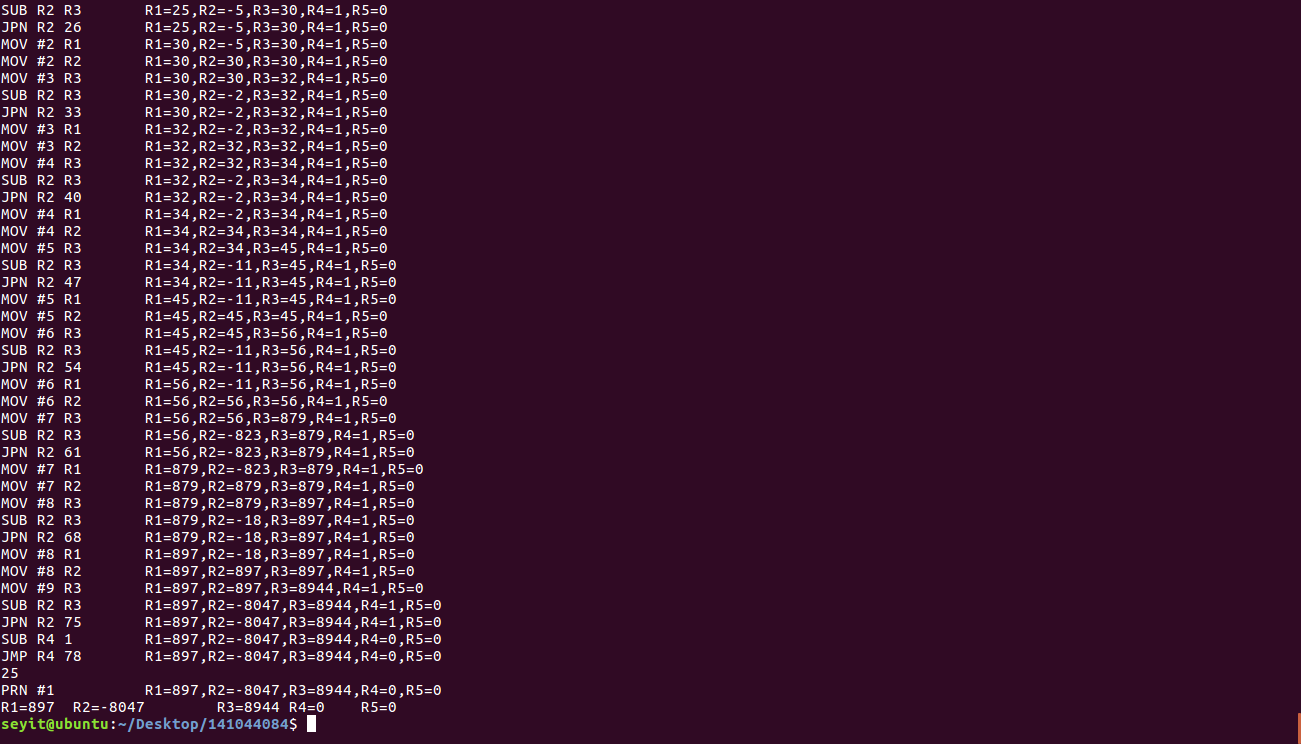 SUB R2 R3       R1=25,R2=-5,R3=30,R4=1,R5=0
JPN R2 26       R1=25,R2=-5,R3=30,R4=1,R5=0
MOV #2 R1       R1=30,R2=-5,R3=30,R4=1,R5=0
MOV #2 R2       R1=30,R2=30,R3=30,R4=1,R5=0
MOV #3 R3       R1=30,R2=30,R3=32,R4=1,R5=0
SUB R2 R3       R1=30,R2=-2,R3=32,R4=1,R5=0
JPN R2 33       R1=30,R2=-2,R3=32,R4=1,R5=0
MOV #3 R1       R1=32,R2=-2,R3=32,R4=1,R5=0
MOV #3 R2       R1=32,R2=32,R3=32,R4=1,R5=0
MOV #4 R3       R1=32,R2=32,R3=34,R4=1,R5=0
SUB R2 R3       R1=32,R2=-2,R3=34,R4=1,R5=0
JPN R2 40       R1=32,R2=-2,R3=34,R4=1,R5=0
MOV #4 R1       R1=34,R2=-2,R3=34,R4=1,R5=0
MOV #4 R2       R1=34,R2=34,R3=34,R4=1,R5=0
MOV #5 R3       R1=34,R2=34,R3=45,R4=1,R5=0
SUB R2 R3       R1=34,R2=-11,R3=45,R4=1,R5=0
JPN R2 47       R1=34,R2=-11,R3=45,R4=1,R5=0
MOV #5 R1       R1=45,R2=-11,R3=45,R4=1,R5=0
MOV #5 R2       R1=45,R2=45,R3=45,R4=1,R5=0
MOV #6 R3       R1=45,R2=45,R3=56,R4=1,R5=0
SUB R2 R3       R1=45,R2=-11,R3=56,R4=1,R5=0
JPN R2 54       R1=45,R2=-11,R3=56,R4=1,R5=0
MOV #6 R1       R1=56,R2=-11,R3=56,R4=1,R5=0
MOV #6 R2       R1=56,R2=56,R3=56,R4=1,R5=0
MOV #7 R3       R1=56,R2=56,R3=879,R4=1,R5=0
SUB R2 R3       R1=56,R2=-823,R3=879,R4=1,R5=0
JPN R2 61       R1=56,R2=-823,R3=879,R4=1,R5=0
MOV #7 R1       R1=879,R2=-823,R3=879,R4=1,R5=0
MOV #7 R2       R1=879,R2=879,R3=879,R4=1,R5=0
MOV #8 R3       R1=879,R2=879,R3=897,R4=1,R5=0
SUB R2 R3       R1=879,R2=-18,R3=897,R4=1,R5=0
JPN R2 68       R1=879,R2=-18,R3=897,R4=1,R5=0
MOV #8 R1       R1=897,R2=-18,R3=897,R4=1,R5=0
MOV #8 R2       R1=897,R2=897,R3=897,R4=1,R5=0
MOV #9 R3       R1=897,R2=897,R3=8944,R4=1,R5=0
SUB R2 R3       R1=897,R2=-8047,R3=8944,R4=1,R5=0
JPN R2 75       R1=897,R2=-8047,R3=8944,R4=1,R5=0
SUB R4 1        R1=897,R2=-8047,R3=8944,R4=0,R5=0
JMP R4 78       R1=897,R2=-8047,R3=8944,R4=0,R5=0
25
PRN #1          R1=897,R2=-8047,R3=8944,R4=0,R5=0
R1=897  R2=-8047        R3=8944 R4=0    R5=0
seyit@ubuntu:~/Desktop/141044084$